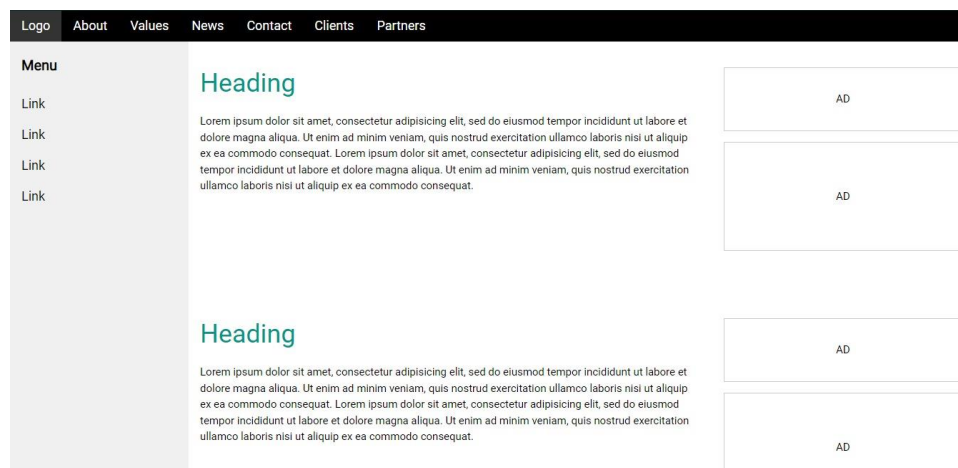 Logo About Values News Contact Clients Partners
Menu
Link
Link
Link
Link
Heading
Lorem ipsum dolor sit amet, consectetur adipisicing elit, sed do eiusmod tempor incididunt ut labore et
dolore magna aliqua. Ut enim ad minim veniam, quis nostrud exercitation ullamco laboris nisi ut aliquip
ex ea commodo consequat. Lorem ipsum dolor sit amet, consectetur adipisicing elit, sed do eiusmod
tempor incididunt ut labore et dolore magna aliqua. Ut enim ad minim veniam, quis nostrud exercitation
ullamco laboris nisi ut aliquip ex ea commodo consequat.
AD
AD
Heading
Lorem ipsum dolor sit amet, consectetur adipisicing elit, sed do eiusmod tempor incididunt ut labore et
dolore magna aliqua. Ut enim ad minim veniam, quis nostrud exercitation ullamco laboris nisi ut aliquip
ex ea commodo consequat. Lorem ipsum dolor sit amet, consectetur adipisicing elit, sed do eiusmod
tempor incididunt ut labore et dolore magna aliqua. Ut enim ad minim veniam, quis nostrud exercitation
ullamco laboris nisi ut aliquip ex ea commodo consequat.
AD
AD